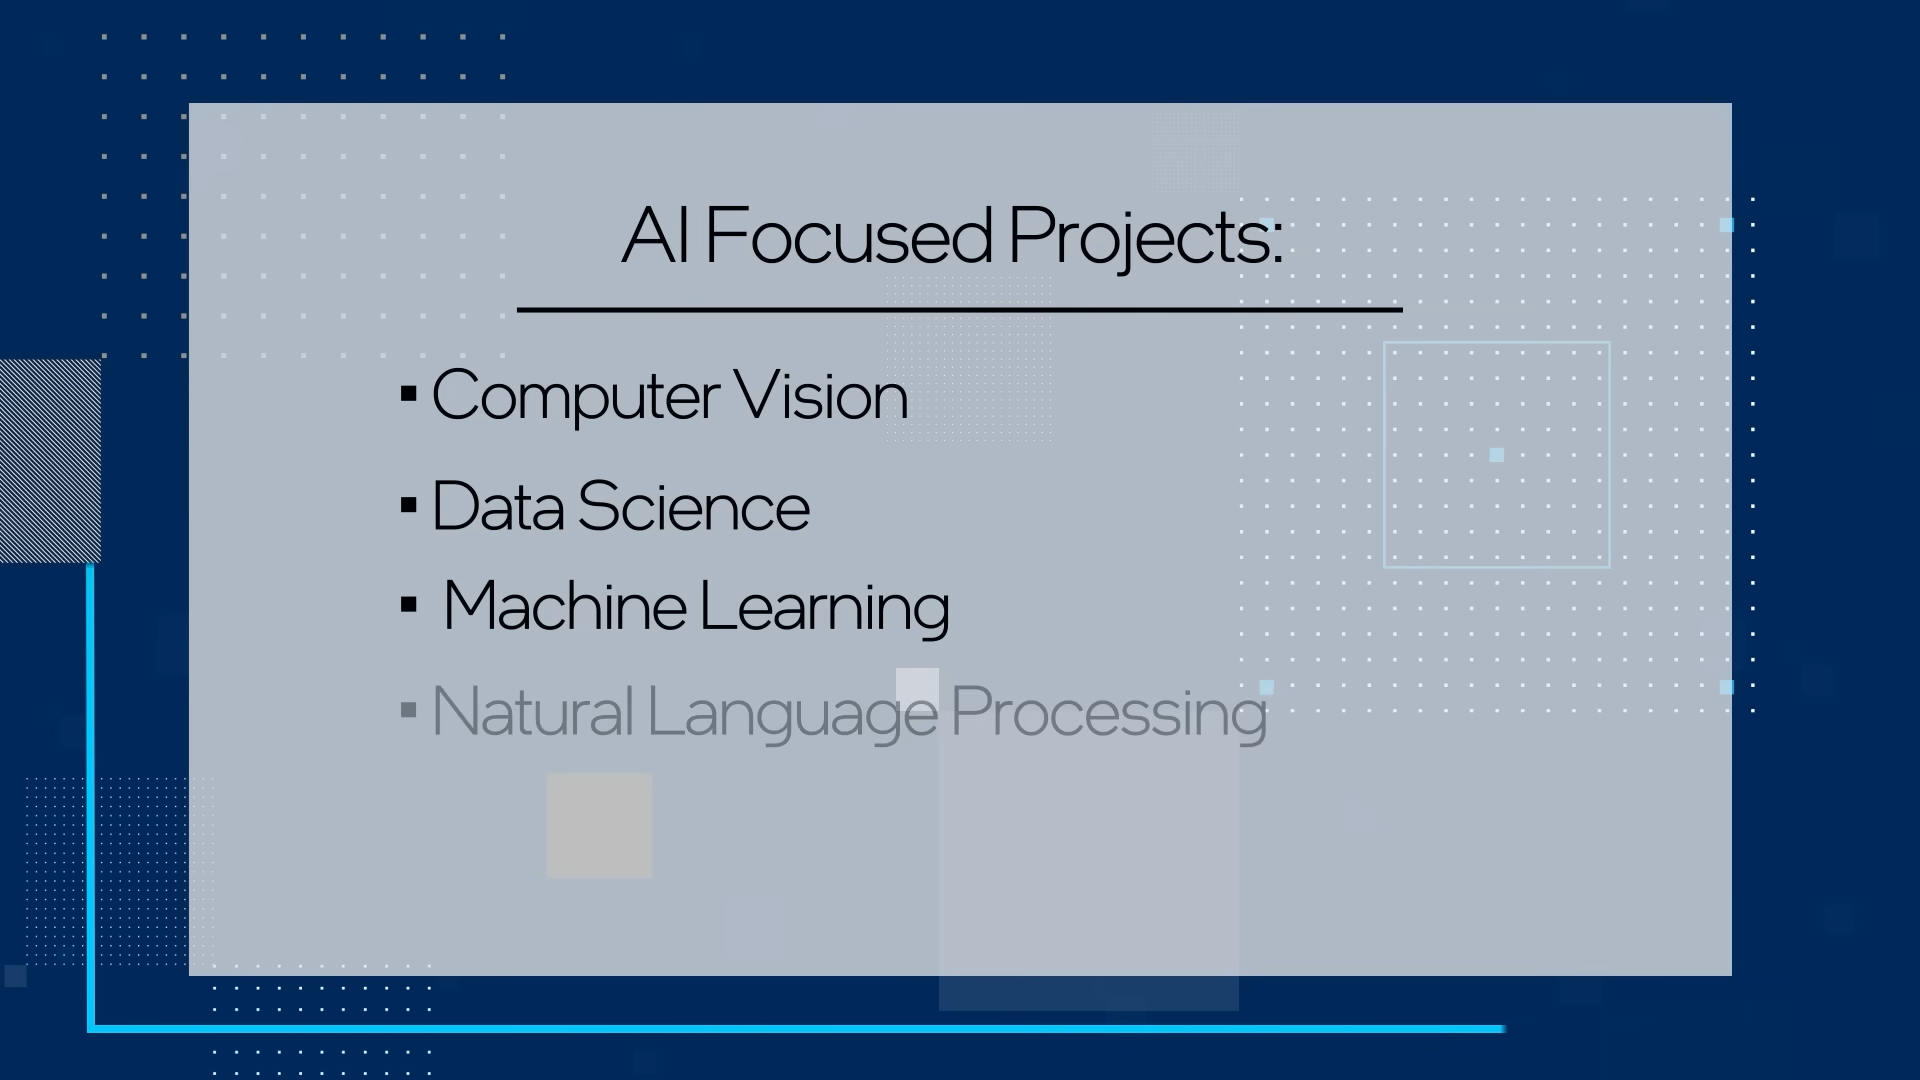 AI Focused Projects:
▪ Computer Vision
▪ Data Science
▪ Machine Learning
▪ Natural Language Processing